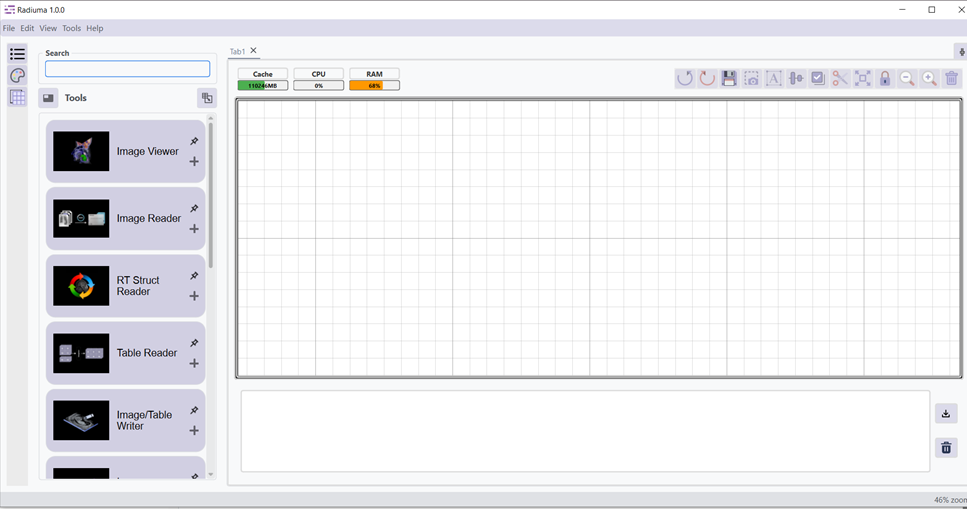 Radiuma 1.0.0
File Edit View Tools Help
Search
Tools
Image Viewer
Image Reader
RT Struct
Reader
Table Reader
Image/Table
Writer
Tab1
Cache CPU RAM
110246MB 0% 68%
46% zoom